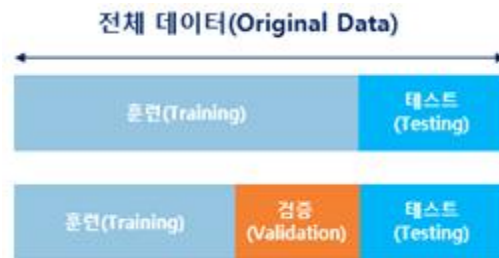 전체 데이터(Original Data)
훈련(Training)
테스트
(Testing)
훈련(Training)
검증
(Validation)
테스트
(Testing)